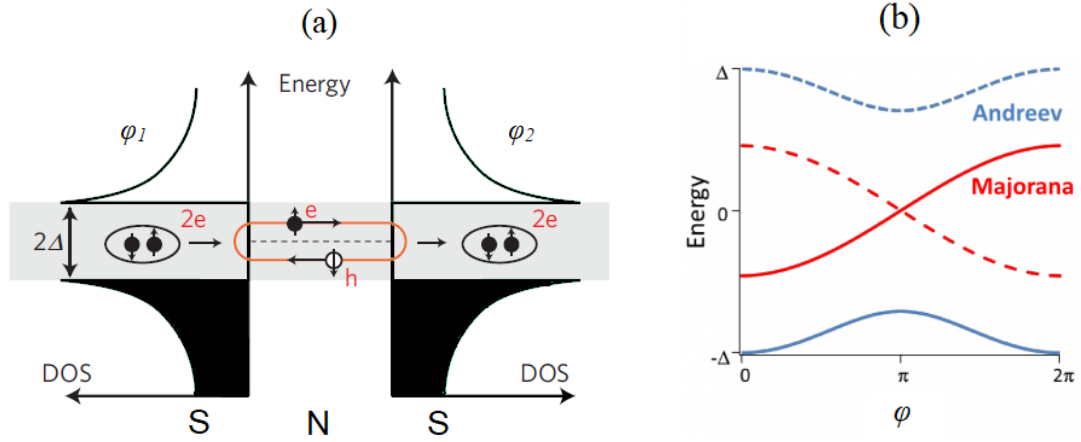 (a)
Energy
φ1
φ2
2e
e
2e
2Δ
h
DOS
DOS
S
N
S
(b)
Δ
Andreev
Majorana
Energy
0
-Δ
0
π
2π
φ